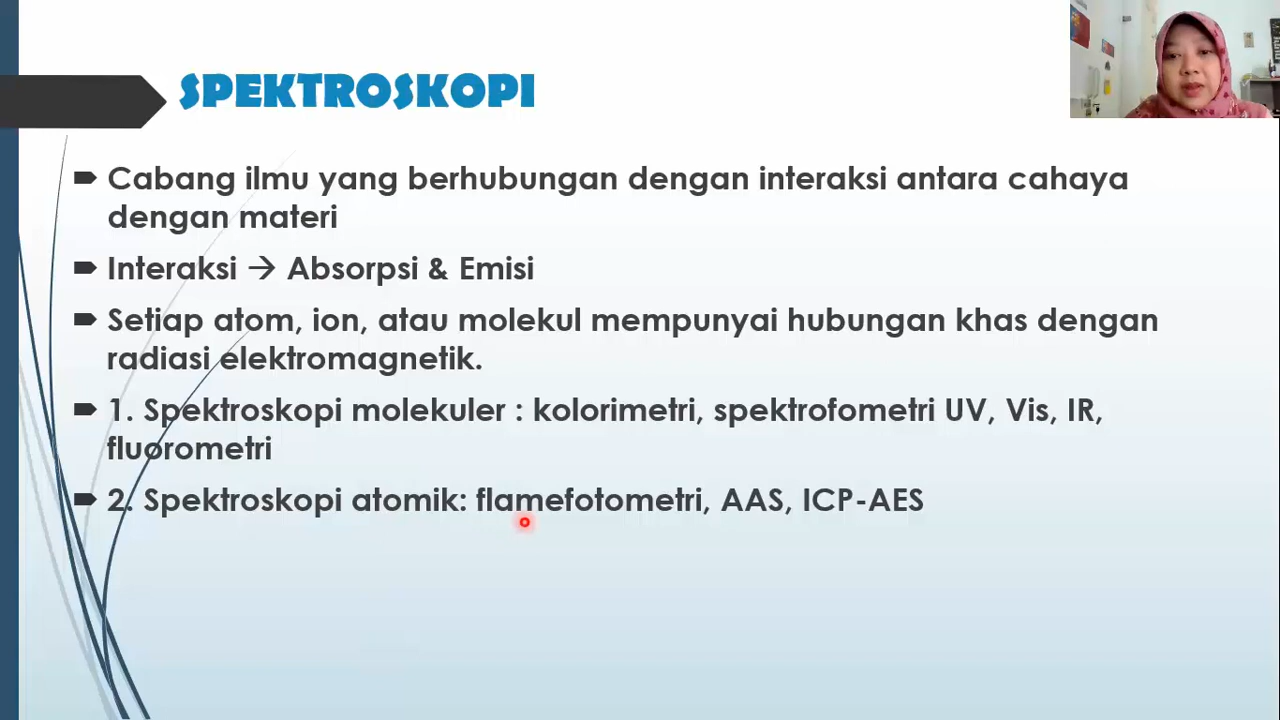 SPEKTROSKOPI
Cabang ilmu yang berhubungan dengan interaksi antara cahaya
dengan materi
Interaksi → Absorpsi & Emisi
Setiap atom, ion, atau molekul mempunyai hubungan khas dengan
radiasi elektromagnetik.
1. Spektroskopi molekuler : kolorimetri, spektrofometri UV, Vis, IR,
fluorometri
2. Spektroskopi atomik: flamefotometri, AAS, ICP-AES